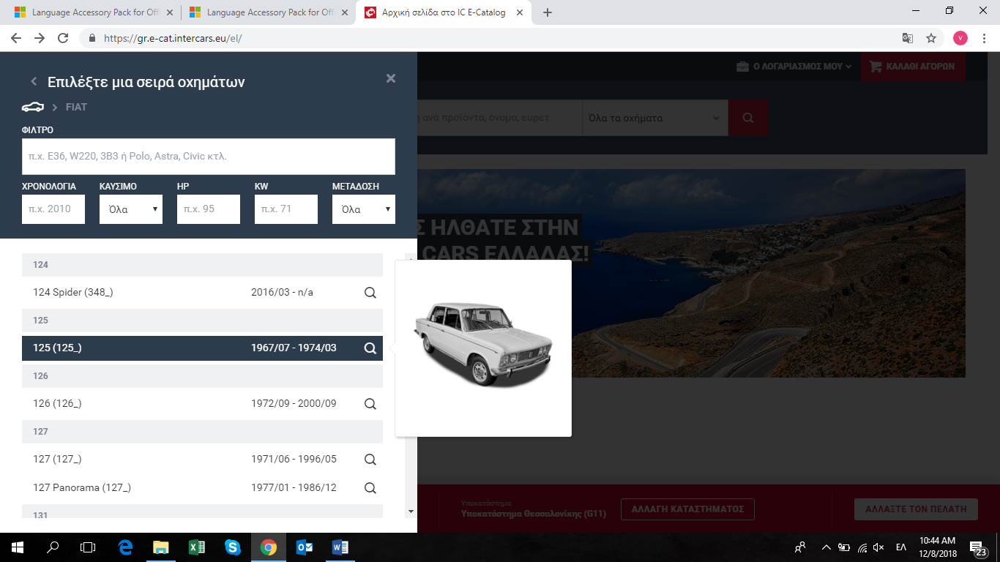 Language Accessory Pack for Offi
Language Accessory Pack for Offi
Αρχική σελίδα στο IC E-Catalog
https://gr.e-cat.intercars.eu/el/
v
Επιλέξτε μια σειρά οχημάτων
FIAT
ΦΙΛΤΡΟ
π.χ. E36, W220, 3B3 ή Polo, Astra, Civic κτλ.
ΧΡΟΝΟΛΟΓΙΑ ΚΑΥΣΙΜΟ HP KW ΜΕΤΑΔΟΣΗ
π.χ. 2010 Όλα π.χ. 95 π.χ. 71 Όλα
Ο ΛΟΓΑΡΙΑΣΜΟΣ ΜΟΥ
ΚΑΛΑΘΙ ΑΓΟΡΩΝ
ή ανά προϊόντα, όνομα, ευρετ
Όλα τα οχήματα
Σ ΗΛΘΑΤΕ ΣΤΗΝ
CARS ΕΛΛΑΔΑΣ!
124
124 Spider (348_) 2016/03 - n/a
125
125 (125_) 1967/07 - 1974/03
126
126 (126_) 1972/09 - 2000/09
127
127 (127_) 1971/06 - 1996/05
127 Panorama (127_) 1977/01 - 1986/12
131
Υποκατάστημα:
Υποκατάστημα Θεσσαλονίκης (G11)
ΑΛΛΑΓΗ ΚΑΤΑΣΤΗΜΑΤΟΣ
ΑΛΛΑΞΤΕ ΤΟΝ ΠΕΛΑΤΗ
ΕΛ
10:44 AM
12/8/2018
23